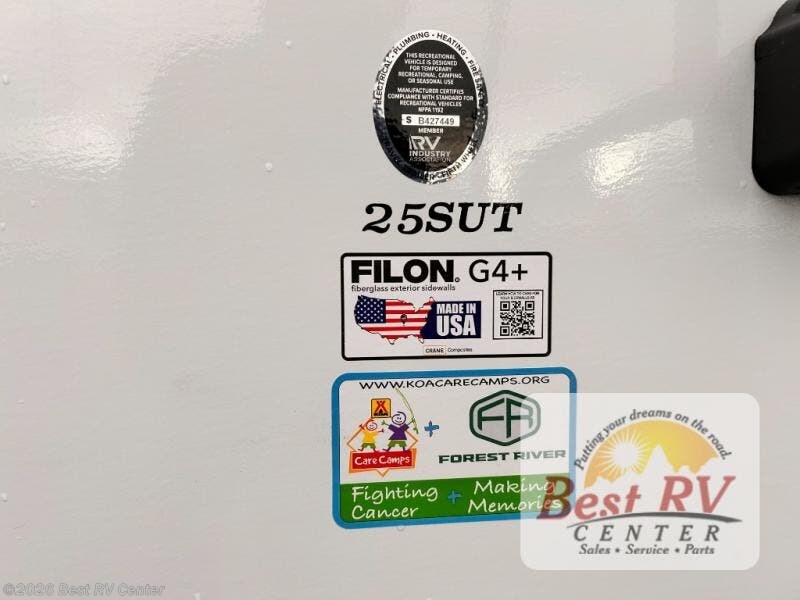 ELECTRICAL • PLUMBING • HEATING • FIRE
THIS RECREATIONAL
VEHICLE IS DESIGNED
FOR TEMPORARY
RECREATIONAL, CAMPING,
OR SEASONAL USE
MANUFACTURER CERTIFIES
COMPLIANCE WITH STANDARD FOR
RECREATIONAL VEHICLES
NFPA 1192
S B427449
MEMBER
RV
INDUSTRY
ASSOCIATION
25SUT
FILON® G4+
fiberglass exterior sidewalls
MADE IN
USA
CRANE Composites
WWW.KOACARECAMPS.ORG
Care Camps
+
FR
FOREST RIVER
Fighting
Cancer
+
Making
Memories
Putting your dreams on the road.
Best RV
CENTER
Sales • Service • Parts
©2026 Best RV Center